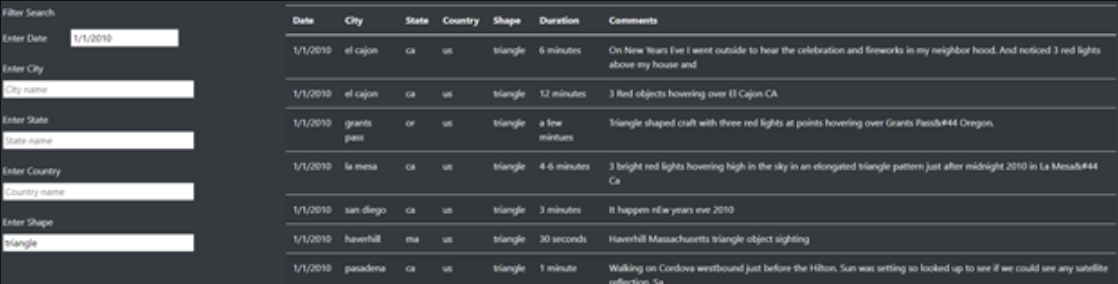 Filter Search
Enter Date 1/1/2010
Enter City
City name
Enter State
State name
Enter Country
Country name
Enter Shape
triangle
Date City State Country Shape Duration Comments
1/1/2010 el cajon ca us triangle 6 minutes On New Years Eve I went outside to hear the celebration and fireworks in my neighbor hood. And noticed 3 red lights
above my house and
1/1/2010 el cajon ca us triangle 12 minutes 3 Red objects hovering over El Cajon CA
1/1/2010 grants or us triangle a few Triangle shaped craft with three red lights at points hovering over Grants Pass&#44 Oregon.
pass mintues
1/1/2010 la mesa ca us triangle 4-6 minutes 3 bright red lights hovering high in the sky in an elongated triangle pattern just after midnight 2010 in La Mesa&#44
Ca
1/1/2010 san diego ca us triangle 3 minutes It happen nEw years eve 2010
1/1/2010 haverhill ma us triangle 30 seconds Haverhill Massachusetts triangle object sighting
1/1/2010 pasadena ca us triangle 1 minute Walking on Cordova westbound just before the Hilton. Sun was setting so looked up to see if we could see any satellite
reflection. Sa